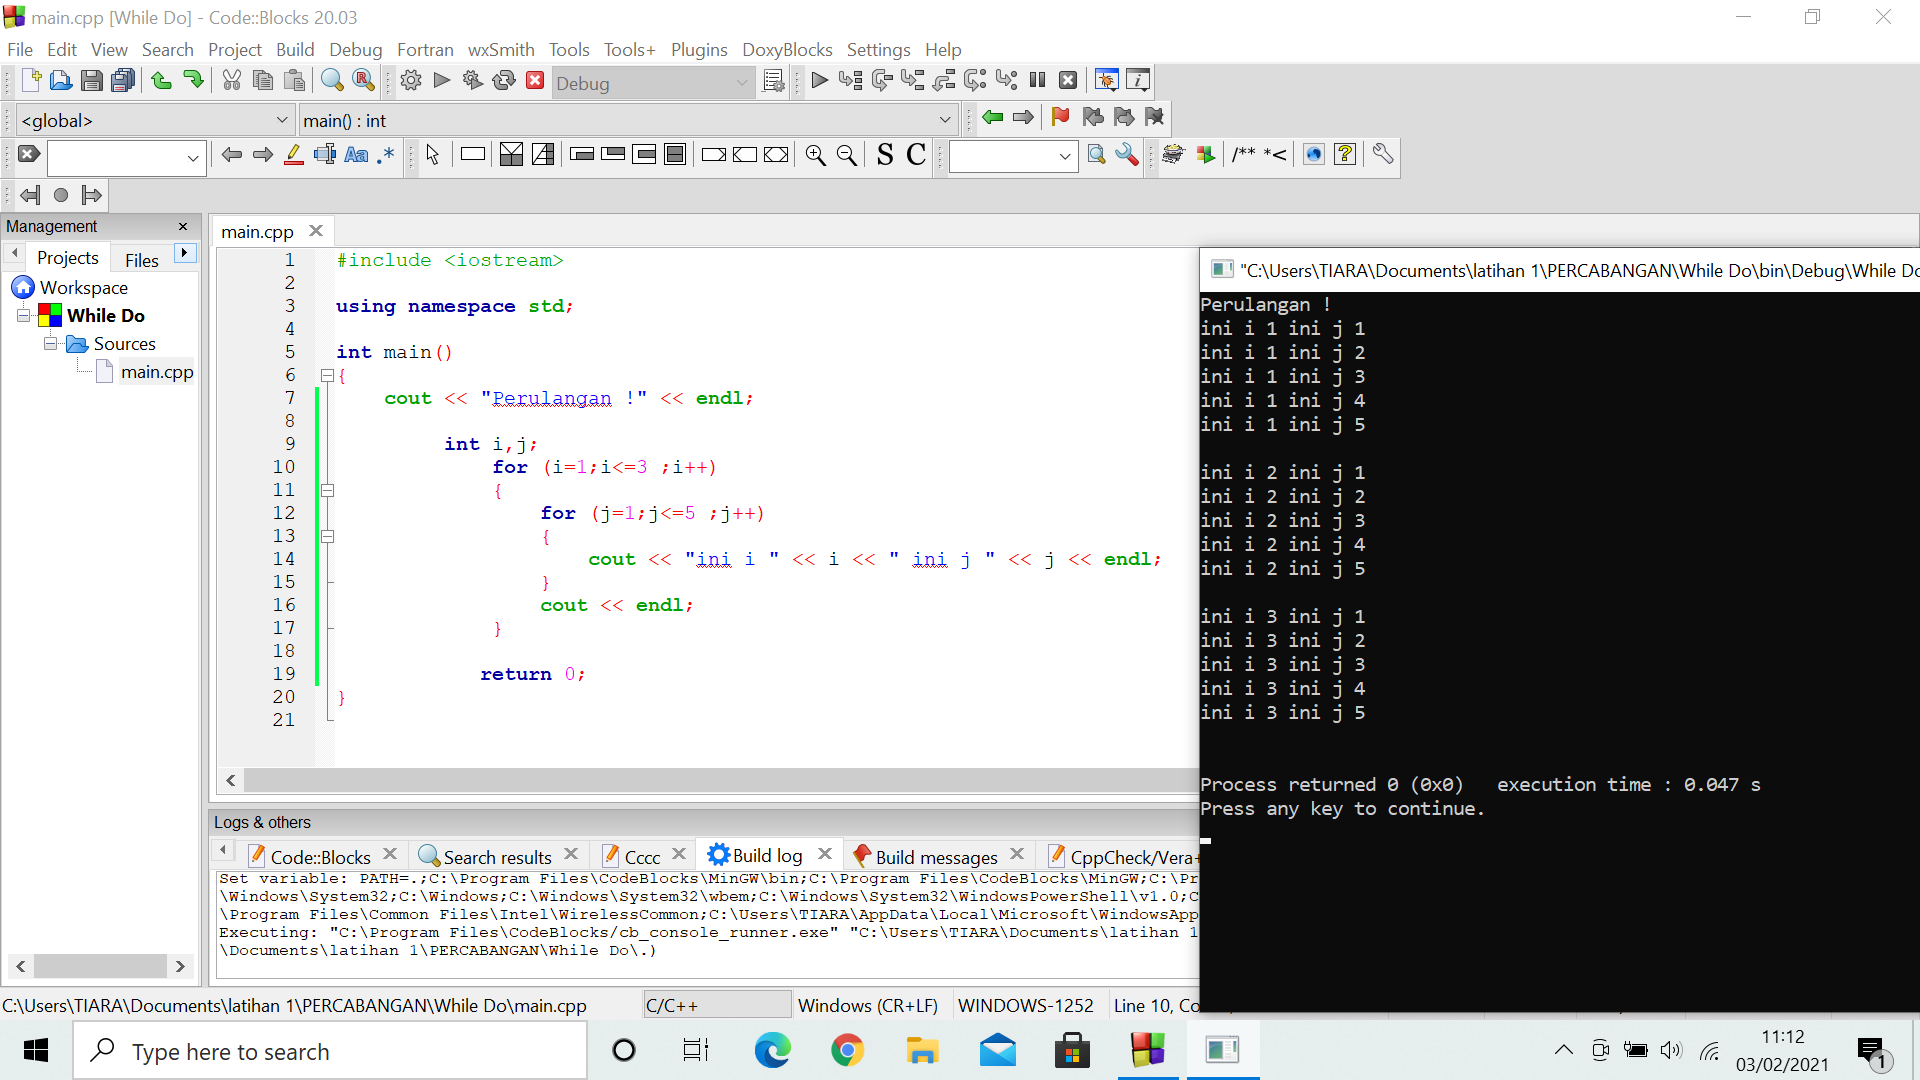 main.cpp [While Do] - Code::Blocks 20.03
File Edit View Search Project Build Debug Fortran wxSmith Tools Tools+ Plugins DoxyBlocks Settings Help
Debug
<global>
main() : int
Aa .* S C /** *<
Management
Projects Files
Workspace
While Do
Sources
main.cpp
main.cpp
1 #include <iostream>
2
3 using namespace std;
4
5 int main()
6 {
7 cout << "Perulangan !" << endl;
8
9 int i,j;
10 for (i=1;i<=3 ;i++)
11 {
12 for (j=1;j<=5 ;j++)
13 {
14 cout << "ini i " << i << " ini j " << j << endl;
15 }
16 cout << endl;
17 }
18
19 return 0;
20 }
21
"C:\Users\TIARA\Documents\latihan 1\PERCABANGAN\While Do\bin\Debug\While Do
Perulangan !
ini i 1 ini j 1
ini i 1 ini j 2
ini i 1 ini j 3
ini i 1 ini j 4
ini i 1 ini j 5
ini i 2 ini j 1
ini i 2 ini j 2
ini i 2 ini j 3
ini i 2 ini j 4
ini i 2 ini j 5
ini i 3 ini j 1
ini i 3 ini j 2
ini i 3 ini j 3
ini i 3 ini j 4
ini i 3 ini j 5
Process returned 0 (0x0) execution time : 0.047 s
Press any key to continue.
Logs & others
Code::Blocks Search results Cccc Build log Build messages CppCheck/Vera+
Set variable: PATH=.;C:\Program Files\CodeBlocks\MinGW\bin;C:\Program Files\CodeBlocks\MinGW;C:\Pr
\Windows\System32;C:\Windows;C:\Windows\System32\wbem;C:\Windows\System32\WindowsPowerShell\v1.0;C
\Program Files\Common Files\Intel\WirelessCommon;C:\Users\TIARA\AppData\Local\Microsoft\WindowsApp
Executing: "C:\Program Files\CodeBlocks/cb_console_runner.exe" "C:\Users\TIARA\Documents\latihan 1
\Documents\latihan 1\PERCABANGAN\While Do\.)
C:\Users\TIARA\Documents\latihan 1\PERCABANGAN\While Do\main.cpp C/C++ Windows (CR+LF) WINDOWS-1252 Line 10, Co
Type here to search
11:12
03/02/2021
1